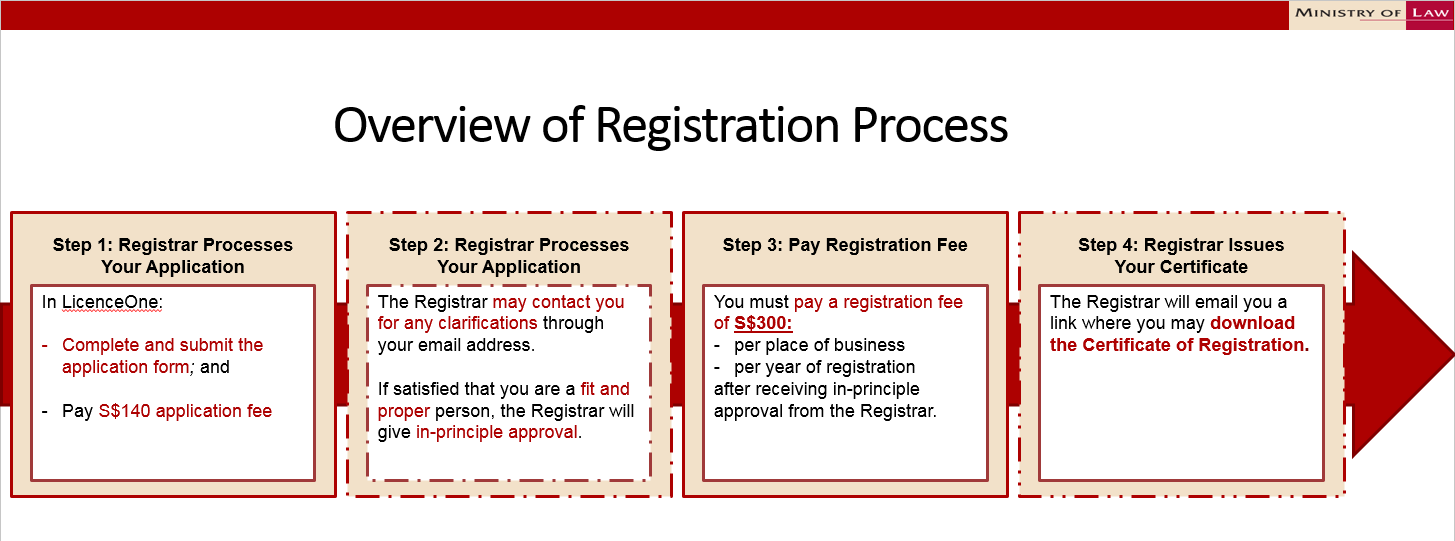 MINISTRY OF LAW
Overview of Registration Process
Step 1: Registrar Processes
Your Application
In LicenceOne:
- Complete and submit the
application form; and
- Pay S$140 application fee
Step 2: Registrar Processes
Your Application
The Registrar may contact you
for any clarifications through
your email address.
If satisfied that you are a fit and
proper person, the Registrar will
give in-principle approval.
Step 3: Pay Registration Fee
You must pay a registration fee
of S$300:
- per place of business
- per year of registration
after receiving in-principle
approval from the Registrar.
Step 4: Registrar Issues
Your Certificate
The Registrar will email you a
link where you may download
the Certificate of Registration.